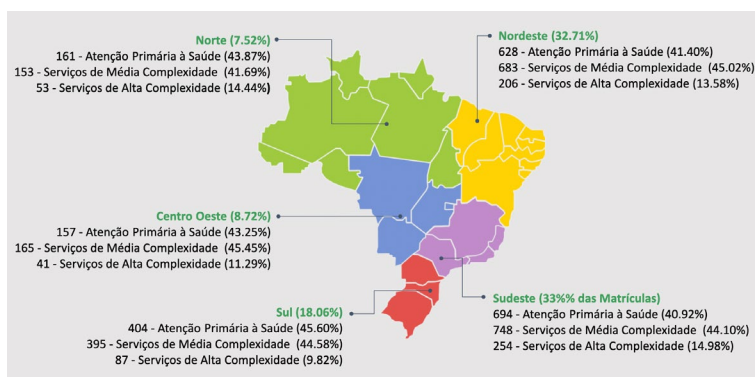 Norte (7.52%)
161 - Atenção Primária à Saúde (43.87%)
153 - Serviços de Média Complexidade (41.69%)
53 - Serviços de Alta Complexidade (14.44%)
Nordeste (32.71%)
628 - Atenção Primária à Saúde (41.40%)
683 - Serviços de Média Complexidade (45.02%)
206 - Serviços de Alta Complexidade (13.58%)
Centro Oeste (8.72%)
157 - Atenção Primária à Saúde (43.25%)
165 - Serviços de Média Complexidade (45.45%)
41 - Serviços de Alta Complexidade (11.29%)
Sul (18.06%)
404 - Atenção Primária à Saúde (45.60%)
395 - Serviços de Média Complexidade (44.58%)
87 - Serviços de Alta Complexidade (9.82%)
Sudeste (33%% das Matrículas)
694 - Atenção Primária à Saúde (40.92%)
748 - Serviços de Média Complexidade (44.10%)
254 - Serviços de Alta Complexidade (14.98%)